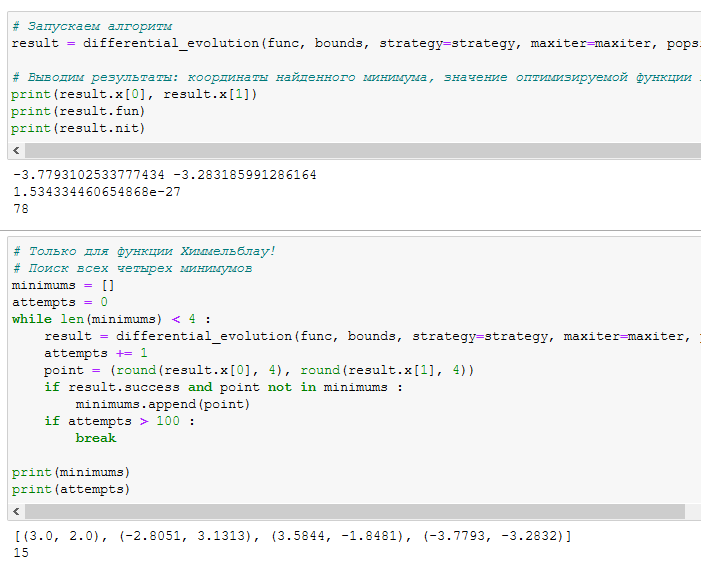 # Запускаем алгоритм
result = differential_evolution(func, bounds, strategy=strategy, maxiter=maxiter, pops
# Выводим результаты: координаты найденного минимума, значение оптимизируемой функции
print(result.x[0], result.x[1])
print(result.fun)
print(result.nit)
-3.7793102533777434 -3.283185991286164
1.534334460654868e-27
78
# Только для функции Химмельблау!
# Поиск всех четырех минимумов
minimums = []
attempts = 0
while len(minimums) < 4 :
    result = differential_evolution(func, bounds, strategy=strategy, maxiter=maxiter,
    attempts += 1
    point = (round(result.x[0], 4), round(result.x[1], 4))
    if result.success and point not in minimums :
        minimums.append(point)
    if attempts > 100 :
        break
print(minimums)
print(attempts)
[(3.0, 2.0), (-2.8051, 3.1313), (3.5844, -1.8481), (-3.7793, -3.2832)]
15